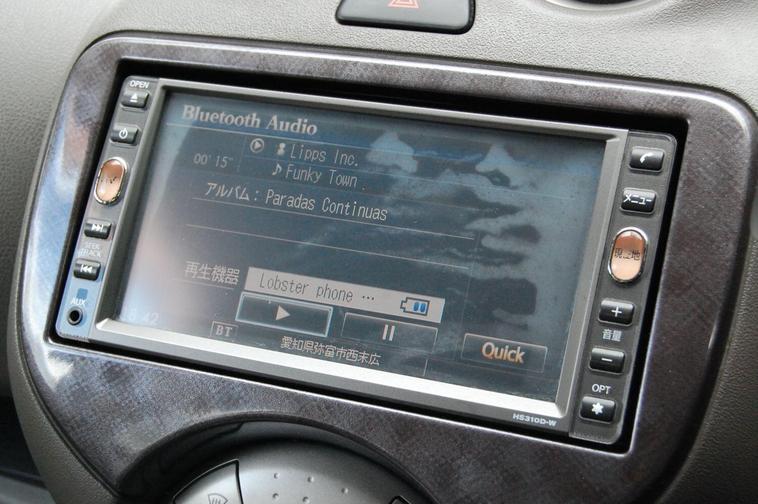 OPEN
Bluetooth Audio
Lipps Inc.
00'15"
Funky Town
アルバム：Paradas Continuas
メニュー
現在地
SEEK
TRACK
再生機器 Lobster phone …
AUX
BT
愛知県弥富市西末広
Quick
+
音量
−
OPT
HS310D-W